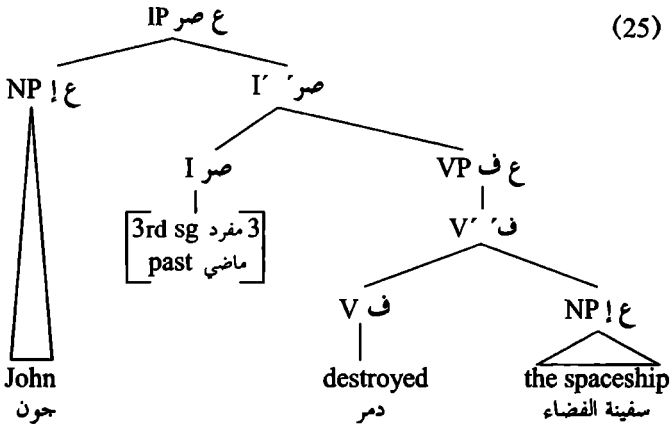 (25)
IP ع صر
NP ع إ I´ صر´
I صر VP ع ف
3rd sg مفرد 3 V´ ف´
past ماضي
V ف NP ع إ
John destroyed the spaceship
جون دمر سفينة الفضاء